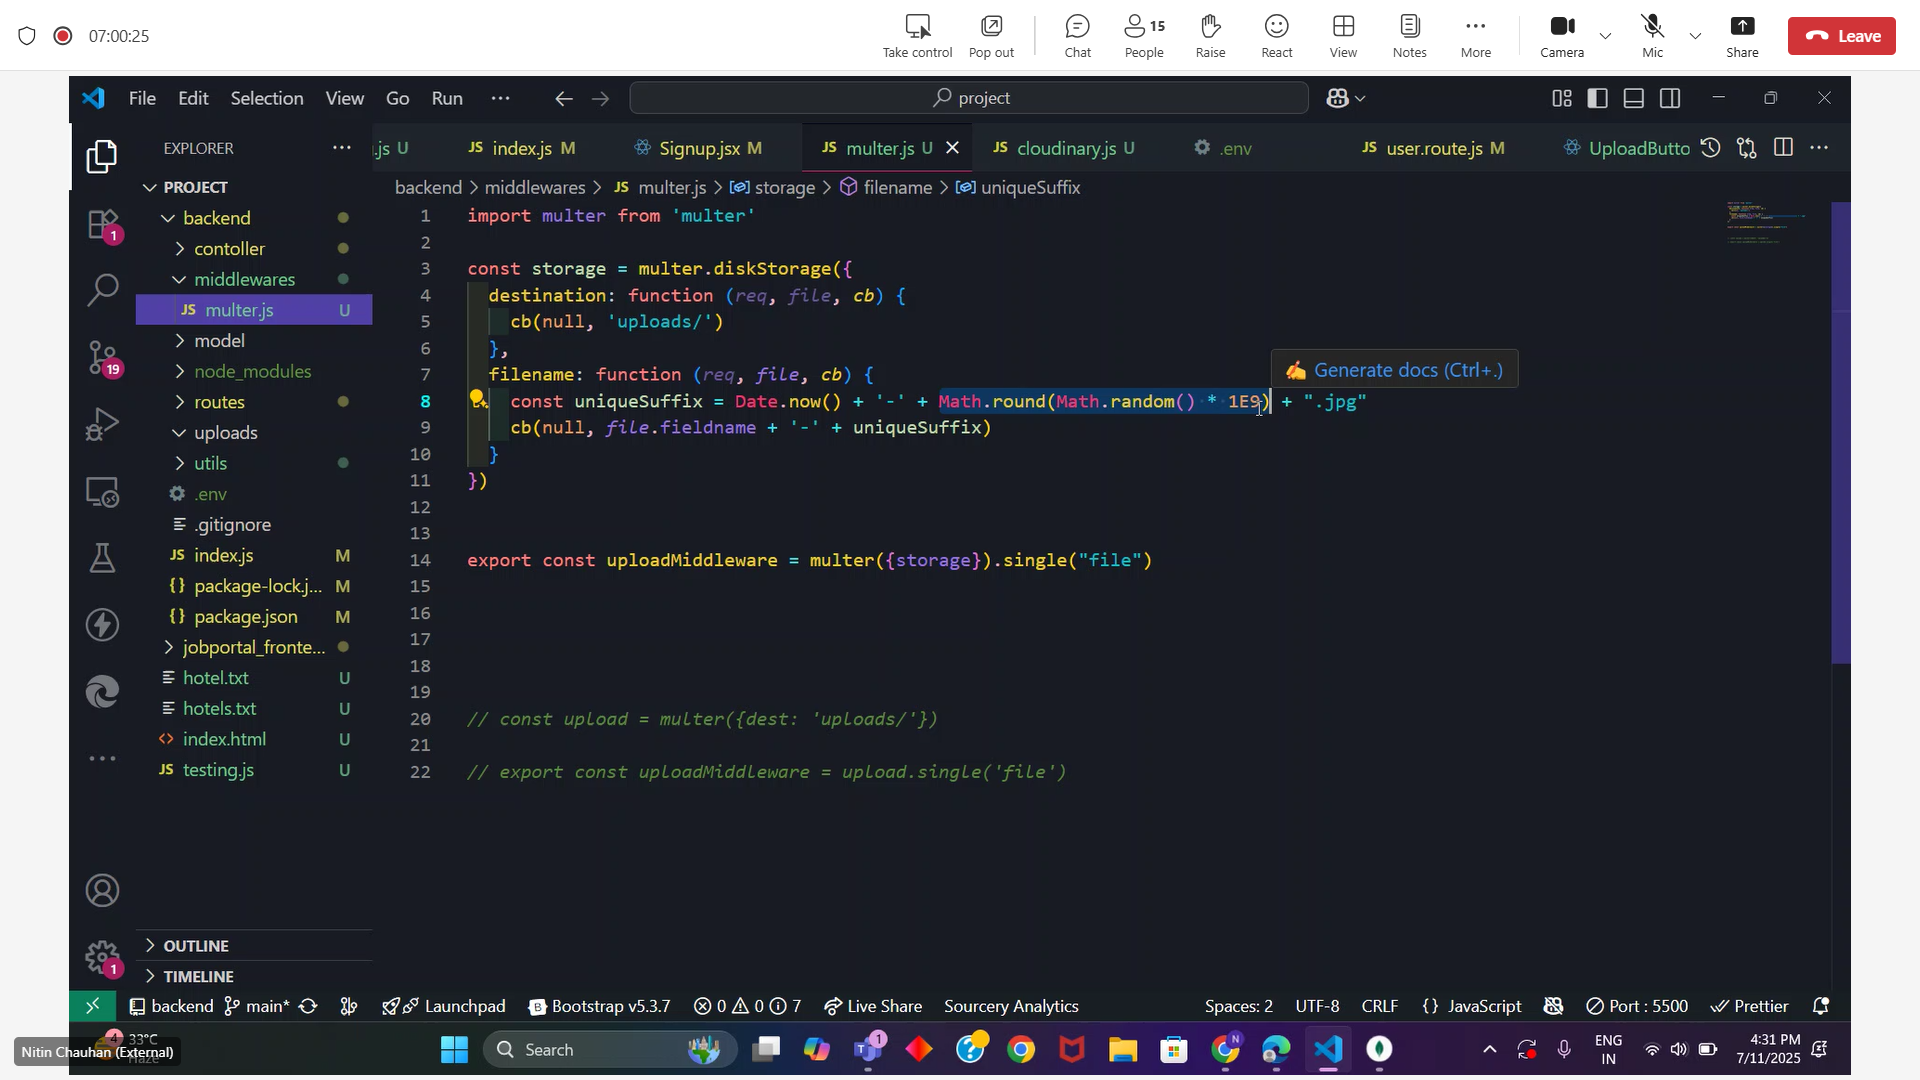 07:00:25
Take control
Pop out
Chat
15
People
Raise
React
View
Notes
More
Camera
Mic
Share
Leave
File Edit Selection View Go Run
project
EXPLORER
.js U
JS index.js M
Signup.jsx M
JS multer.js U
JS cloudinary.js U
.env
JS user.route.js M
UploadButto
PROJECT
backend > middlewares > JS multer.js > storage > filename > uniqueSuffix
backend
contoller
middlewares
JS multer.js U
model
node_modules
routes
uploads
utils
.env
.gitignore
JS index.js M
{} package-lock.j... M
{} package.json M
jobportal_fronte...
hotel.txt U
hotels.txt U
<> index.html U
JS testing.js U
OUTLINE
TIMELINE
1
19
1
1 import multer from 'multer'
2
3 const storage = multer.diskStorage({
4 destination: function (req, file, cb) {
5 cb(null, 'uploads/')
6 },
7 filename: function (req, file, cb) {
8 const uniqueSuffix = Date.now() + '-' + Math.round(Math.random() * 1E9) + ".jpg"
9 cb(null, file.fieldname + '-' + uniqueSuffix)
10 }
11 })
12
13
14 export const uploadMiddleware = multer({storage}).single("file")
15
16
17
18
19
20 // const upload = multer({dest: 'uploads/'})
21
22 // export const uploadMiddleware = upload.single('file')
Generate docs (Ctrl+.)
backend main* Launchpad Bootstrap v5.3.7 0 0 7 Live Share Sourcery Analytics
Spaces: 2 UTF-8 CRLF {} JavaScript Port : 5500 Prettier
4
33°C
Haze
Nitin Chauhan (External)
Search
1
N
ENG
IN
4:31 PM
7/11/2025